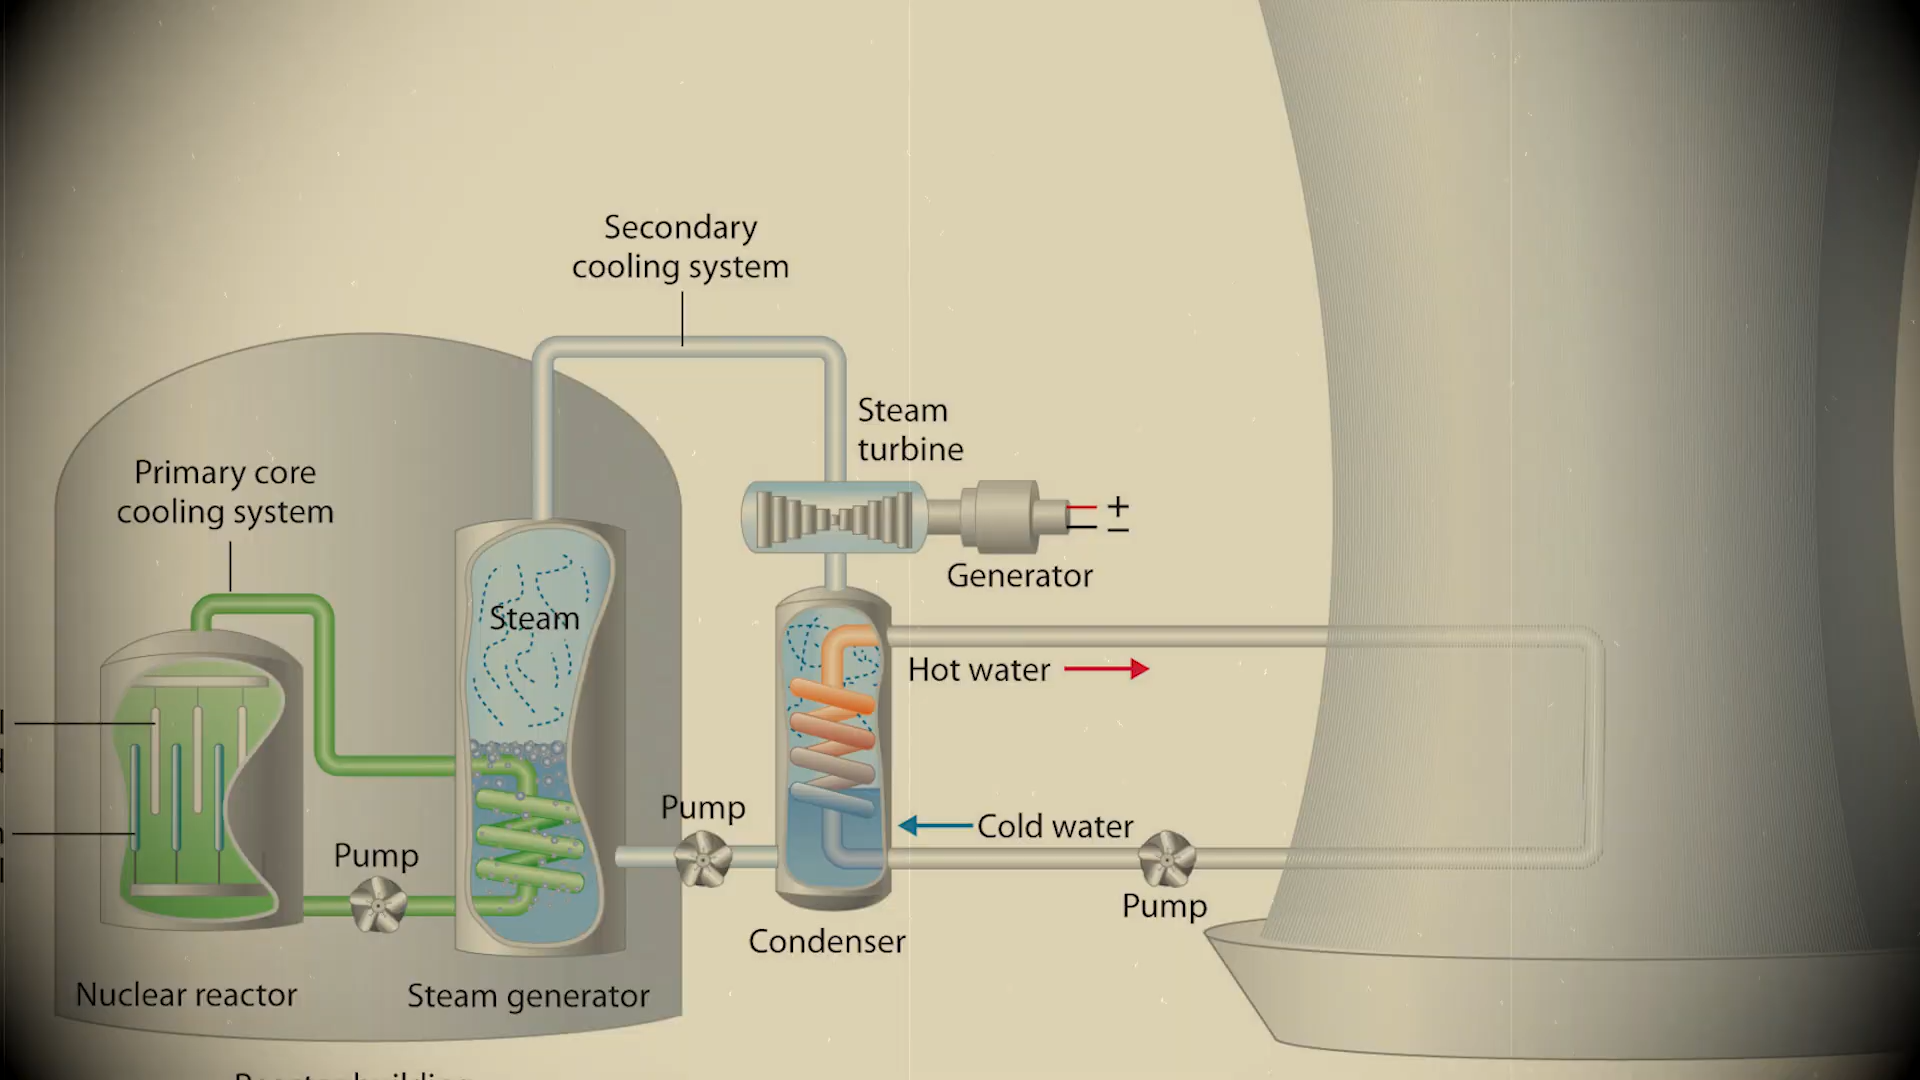 Secondary
cooling system
Steam
turbine
Primary core
cooling system
+
–
Generator
Steam
Hot water
Pump
Cold water
Pump
Pump
Condenser
Nuclear reactor
Steam generator